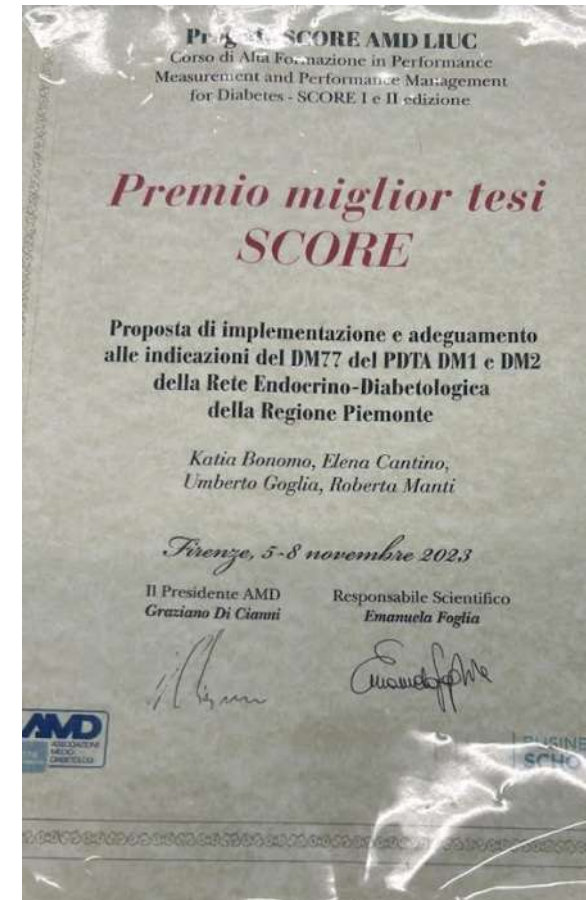 SCORE AMD LIUC
Corso di Alta Formazione in Performance
Measurement and Performance Management
for Diabetes - SCORE I e II edizione
Premio miglior tesi
SCORE
Proposta di implementazione e adeguamento
alle indicazioni del DM77 del PDTA DM1 e DM2
della Rete Endocrino-Diabetologica
della Regione Piemonte
Katia Bonomo, Elena Cantino,
Umberto Goglia, Roberta Manti
Firenze, 5-8 novembre 2023
Il Presidente AMD Responsabile Scientifico
Graziano Di Cianni Emanuela Foglia
AMD
ASSOCIAZIONE
MEDICI
DIABETOLOGI